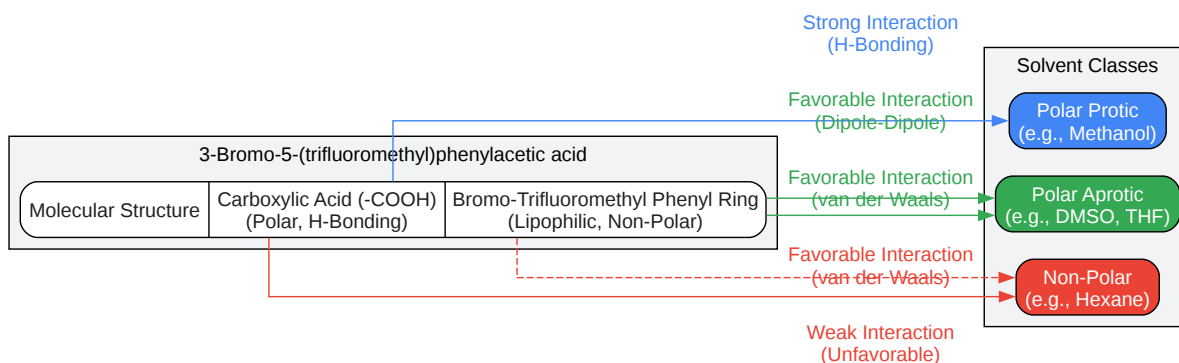 Strong Interaction
(H-Bonding)
Solvent Classes
Favorable Interaction
(Dipole-Dipole)
Polar Protic
(e.g., Methanol)
3-Bromo-5-(trifluoromethyl)phenylacetic acid
Molecular Structure
Carboxylic Acid (-COOH)
(Polar, H-Bonding)
Bromo-Trifluoromethyl Phenyl Ring
(Lipophilic, Non-Polar)
Favorable Interaction
(van der Waals)
Polar Aprotic
(e.g., DMSO, THF)
Favorable Interaction
(van der Waals)
Non-Polar
(e.g., Hexane)
Weak Interaction
(Unfavorable)